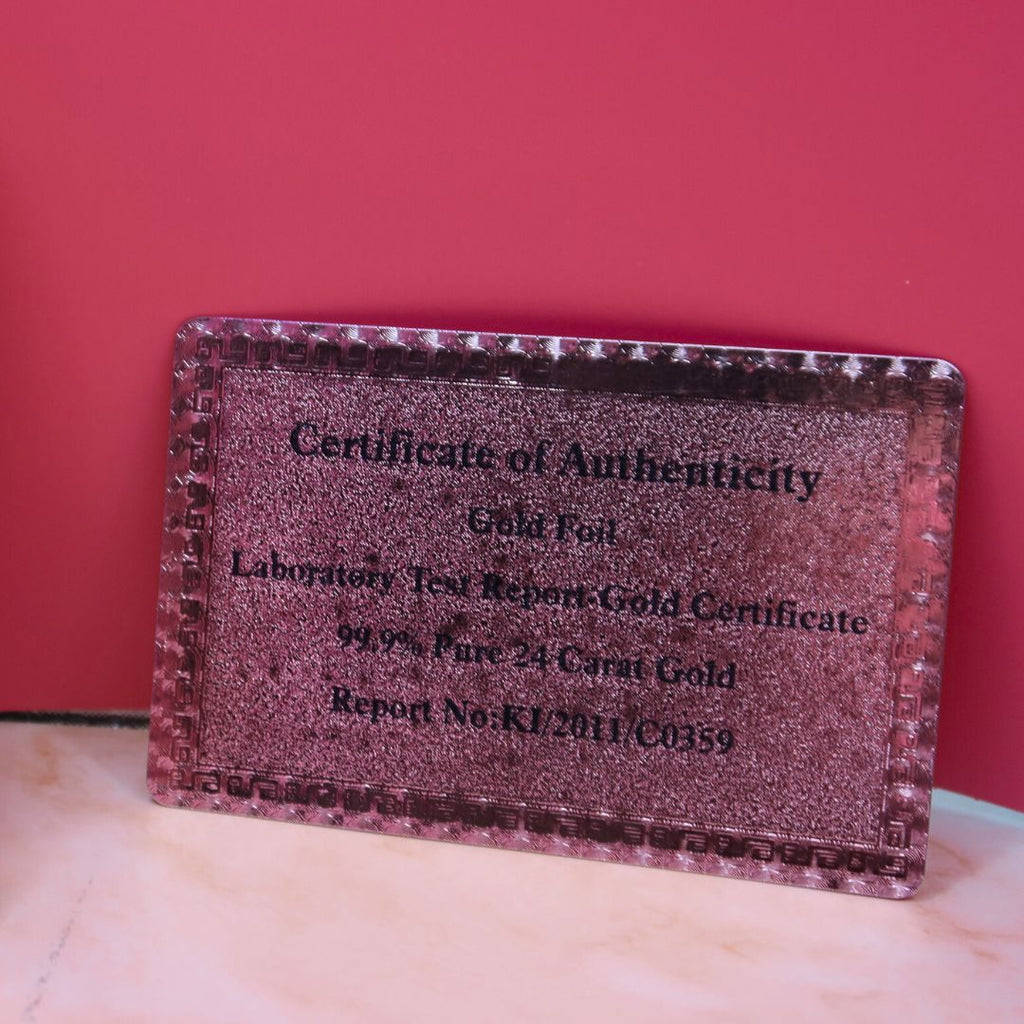 Certificate of Authenticity
Gold Foil
Laboratory Test Report:Gold Certificate
99.9% Pure 24 Carat Gold
Report No:KI/2011/C0359